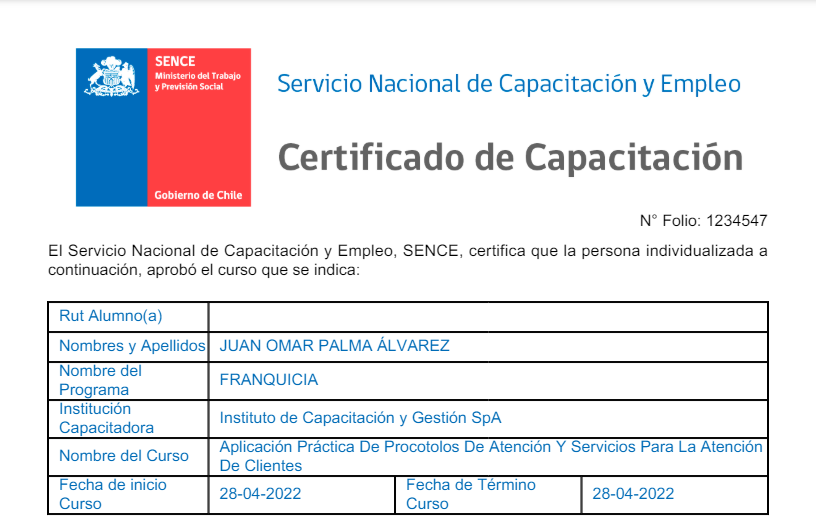 SENCE
Ministerio del Trabajo
y Previsión Social
Gobierno de Chile
Servicio Nacional de Capacitación y Empleo
Certificado de Capacitación
N° Folio: 1234547
El Servicio Nacional de Capacitación y Empleo, SENCE, certifica que la persona individualizada a
continuación, aprobó el curso que se indica:
Rut Alumno(a)
Nombres y Apellidos JUAN OMAR PALMA ÁLVAREZ
Nombre del
Programa
FRANQUICIA
Institución
Capacitadora
Instituto de Capacitación y Gestión SpA
Nombre del Curso
Aplicación Práctica De Procotolos De Atención Y Servicios Para La Atención
De Clientes
Fecha de inicio
Curso
28-04-2022
Fecha de Término
Curso
28-04-2022